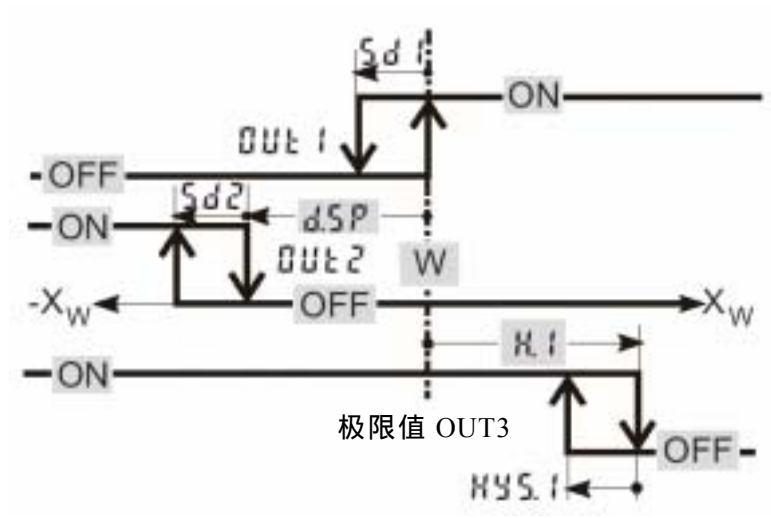 Sd1
ON
OUt1
OFF
Sd2
ON
d.SP
OUt2
W
-XW
OFF
XW
H.1
ON
极限值 OUT3
OFF
HYS.1